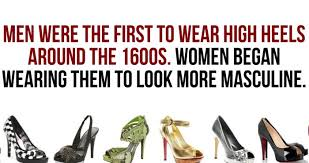 MEN WERE THE FIRST TO WEAR HIGH HEELS
AROUND THE 1600S. WOMEN BEGAN
WEARING THEM TO LOOK MORE MASCULINE.